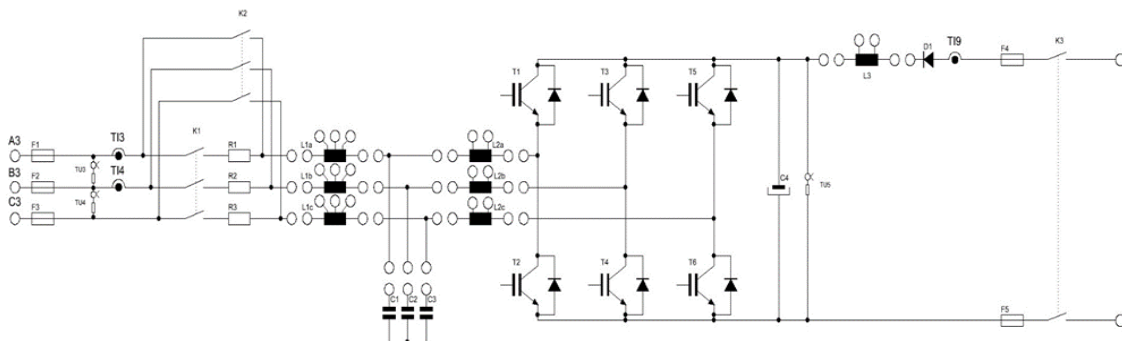 K2
D1
TI9
F4
K3
L3
T1
T3
T5
A3
F1
TI3
K1
R1
L1a
L2a
TU3
B3
F2
TI4
R2
L1b
L2b
C4
TU5
TU4
C3
F3
R3
L1c
L2c
T2
T4
T6
C1
C2
C3
F5